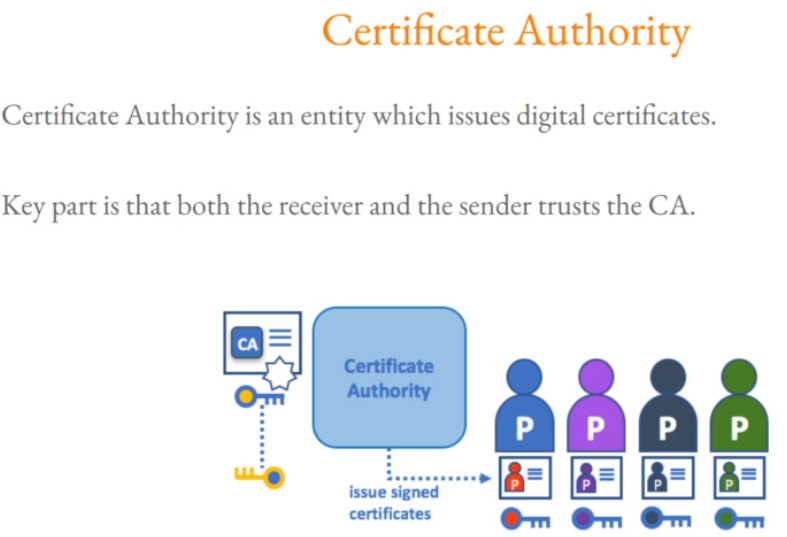 Certificate Authority
Certificate Authority is an entity which issues digital certificates.
Key part is that both the receiver and the sender trusts the CA.
CA
Certificate
Authority
P P P P
P P P P
issue signed
certificates